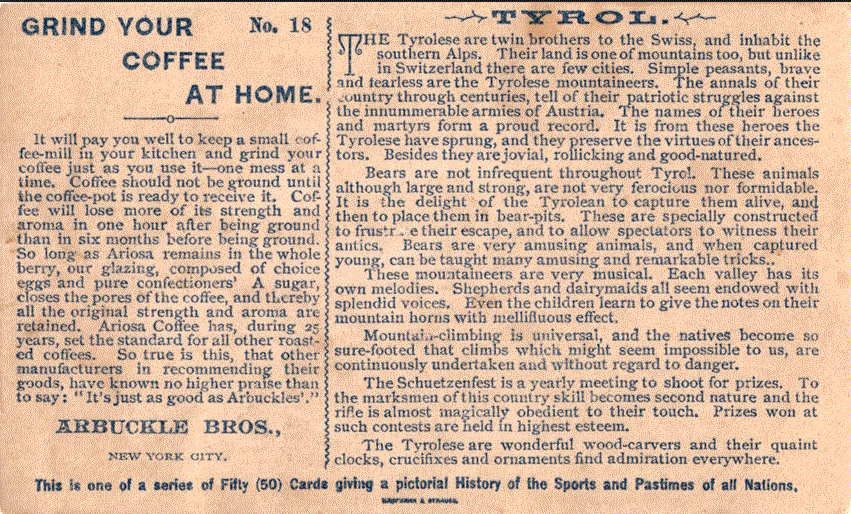 GRIND YOUR
COFFEE
AT HOME.
No. 18
It will pay you well to keep a small cof-
fee-mill in your kitchen and grind your
coffee just as you use it—one mess at a
time. Coffee should not be ground until
the coffee-pot is ready to receive it. Cof-
fee will lose more of its strength and
aroma in one hour after being ground
than in six months before being ground.
So long as Ariosa remains in the whole
berry, our glazing, composed of choice
eggs and pure confectioners' A sugar,
closes the pores of the coffee, and thereby
all the original strength and aroma are
retained. Ariosa Coffee has, during 25
years, set the standard for all other roast-
ed coffees. So true is this, that other
manufacturers in recommending their
goods, have known no higher praise than
to say: "It's just as good as Arbuckles'."
ARBUCKLE BROS.,
NEW YORK CITY.
TYROL.
THE Tyrolese are twin brothers to the Swiss, and inhabit the
southern Alps. Their land is one of mountains too, but unlike
in Switzerland there are few cities. Simple peasants, brave
and fearless are the Tyrolese mountaineers. The annals of their
country through centuries, tell of their patriotic struggles against
the innummerable armies of Austria. The names of their heroes
and martyrs form a proud record. It is from these heroes the
Tyrolese have sprung, and they preserve the virtues of their ances-
tors. Besides they are jovial, rollicking and good-natured.
Bears are not infrequent throughout Tyrol. These animals
although large and strong, are not very ferocious nor formidable.
It is the delight of the Tyrolean to capture them alive, and
then to place them in bear-pits. These are specially constructed
to frustrate their escape, and to allow spectators to witness their
antics. Bears are very amusing animals, and when captured
young, can be taught many amusing and remarkable tricks.
These mountaineers are very musical. Each valley has its
own melodies. Shepherds and dairymaids all seem endowed with
splendid voices. Even the children learn to give the notes on their
mountain horns with mellifluous effect.
Mountain-climbing is universal, and the natives become so
sure-footed that climbs which might seem impossible to us, are
continuously undertaken and without regard to danger.
The Schuetzenfest is a yearly meeting to shoot for prizes. To
the marksmen of this country skill becomes second nature and the
rifle is almost magically obedient to their touch. Prizes won at
such contests are held in highest esteem.
The Tyrolese are wonderful wood-carvers and their quaint
clocks, crucifixes and ornaments find admiration everywhere.
This is one of a series of Fifty (50) Cards giving a pictorial History of the Sports and Pastimes of all Nations.